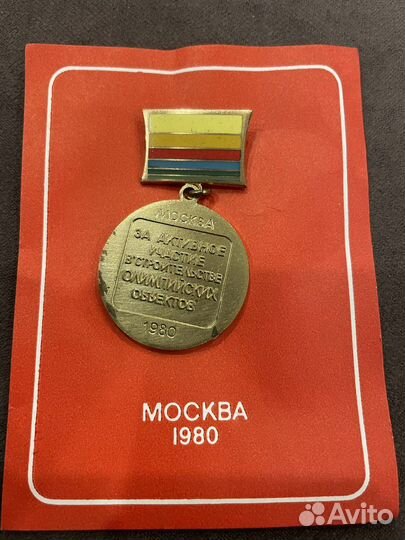 МОСКВА
ЗА АКТИВНОЕ
УЧАСТИЕ
В СТРОИТЕЛЬСТВЕ
ОЛИМПИЙСКИХ
ОБЪЕКТОВ
1980
МОСКВА
1980
Avito